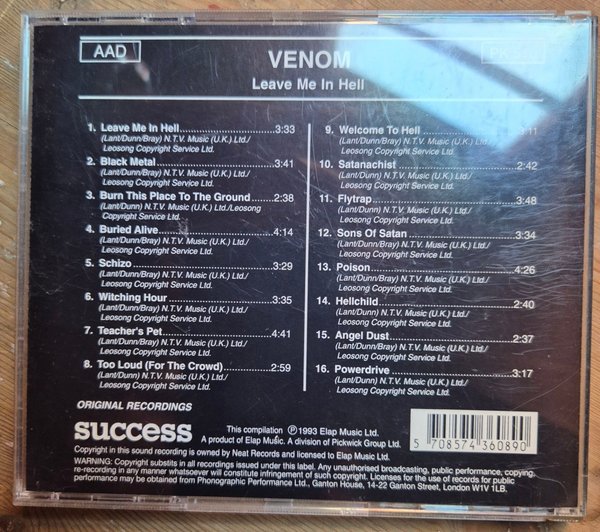 AAD
VENOM
Leave Me In Hell
1. Leave Me In Hell 3:33
(Lant/Dunn/Bray) N.T.V. Music (U.K.) Ltd./
Leosong Copyright Service Ltd.
2. Black Metal 3:41
(Lant/Dunn/Bray) N.T.V. Music (U.K.) Ltd./
Leosong Copyright Service Ltd.
3. Burn This Place To The Ground 2:38
(Lant/Dunn) N.T.V. Music (U.K.) Ltd./Leosong
Copyright Service Ltd.
4. Buried Alive 4:14
(Lant/Dunn/Bray) N.T.V. Music (U.K.) Ltd./
Leosong Copyright Service Ltd.
5. Schizo 3:29
(Lant/Dunn/Bray) N.T.V. Music (U.K.) Ltd./
Leosong Copyright Service Ltd.
6. Witching Hour 3:35
(Lant/Dunn/Bray) N.T.V. Music (U.K.) Ltd./
Leosong Copyright Service Ltd.
7. Teacher's Pet 4:41
(Lant/Dunn/Bray) N.T.V. Music (U.K.) Ltd./
Leosong Copyright Service Ltd.
8. Too Loud (For The Crowd) 2:59
(Lant/Dunn) N.T.V. Music (U.K.) Ltd./
Leosong Copyright Service Ltd.
9. Welcome To Hell
(Lant/Dunn/Bray) N.T.V. Music (U.K.) Ltd./
Leosong Copyright Service Ltd.
10. Satanachist 2:42
(Lant/Dunn/Bray) N.T.V. Music (U.K.) Ltd./
Leosong Copyright Service Ltd.
11. Flytrap 3:48
(Lant/Dunn) N.T.V. Music (U.K.) Ltd./
Leosong Copyright Service Ltd.
12. Sons Of Satan 3:34
(Lant/Dunn/Bray) N.T.V. Music (U.K.) Ltd./
Leosong Copyright Service Ltd.
13. Poison 4:26
(Lant/Dunn/Bray) N.T.V. Music (U.K.) Ltd./
Leosong Copyright Service Ltd.
14. Hellchild 2:40
(Lant/Dunn) N.T.V. Music (U.K.) Ltd./
Leosong Copyright Service Ltd.
15. Angel Dust 2:37
(Lant/Dunn/Bray) N.T.V. Music (U.K.) Ltd./
Leosong Copyright Service Ltd.
16. Powerdrive 3:17
(Lant/Dunn/Bray) N.T.V. Music (U.K.) Ltd./
Leosong Copyright Service Ltd.
ORIGINAL RECORDINGS
success
This compilation Ⓟ 1993 Elap Music Ltd.
A product of Elap Music. A division of Pickwick Group Ltd.
Copyright in this sound recording is owned by Neat Records and licensed to Elap Music Ltd.
5 708574 360890
WARNING: Copyright substits in all recordings issued under this label. Any unauthorised broadcasting, public performance, copying,
re-recording in any manner whatsoever will constitute infringement of such copyright. Licenses for the use of records for public
performance may be obtained from Phonographic Performance Ltd., Ganton House, 14-22 Ganton Street, London W1V 1LB.